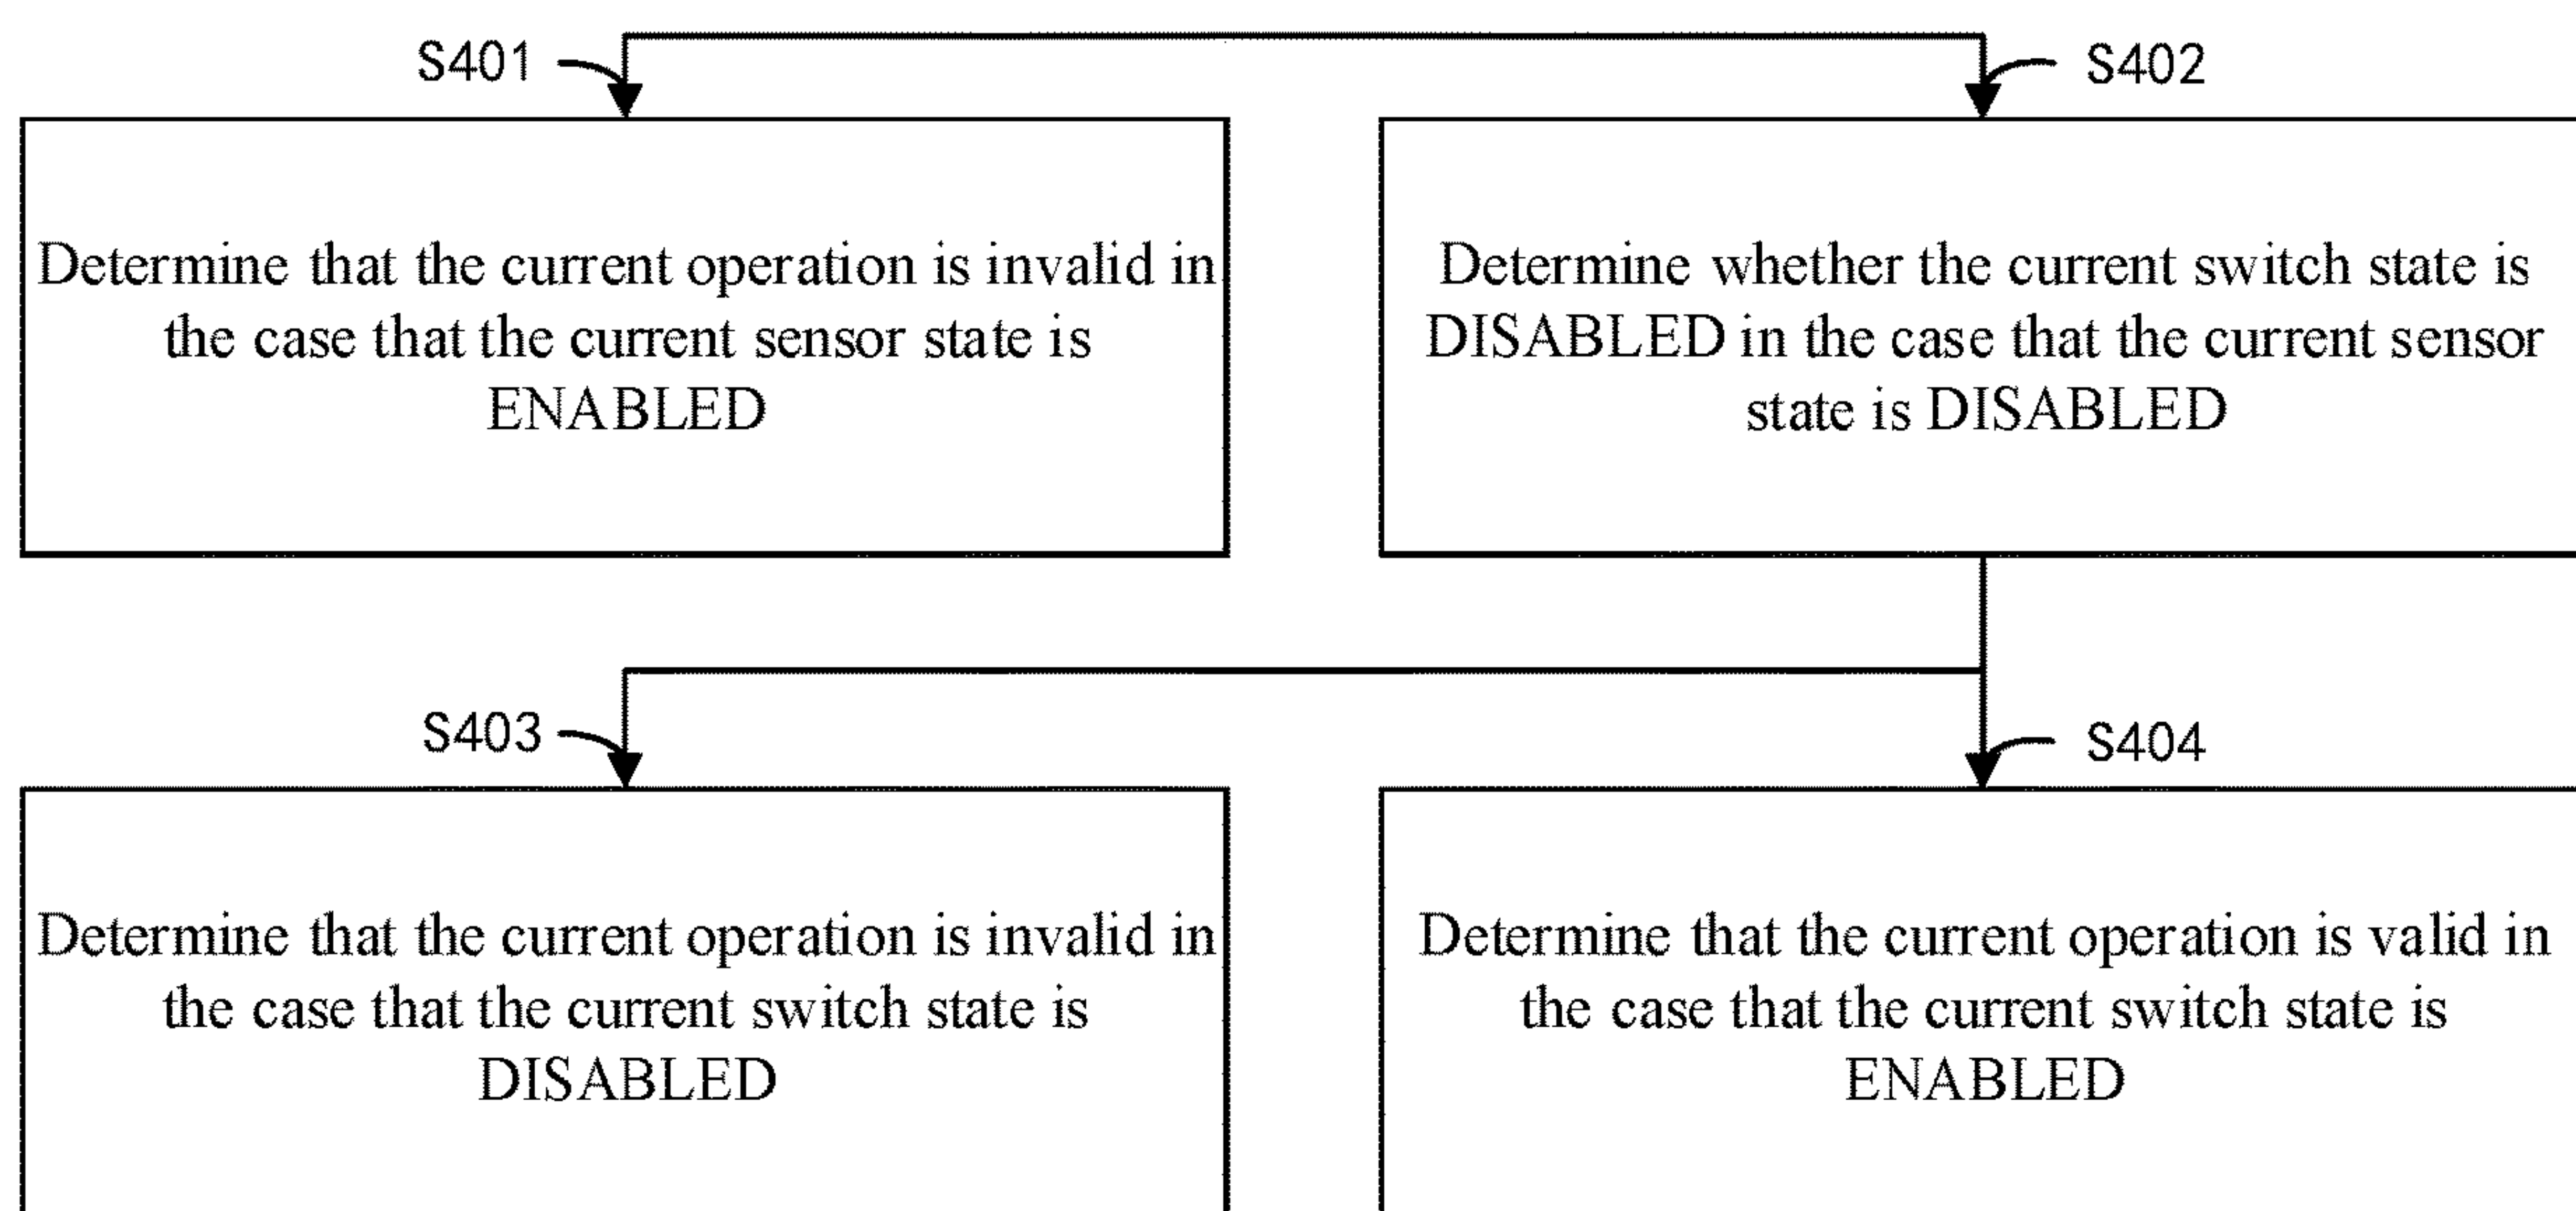 S401
S402
Determine that the current operation is invalid in
the case that the current sensor state is
ENABLED
Determine whether the current switch state is
DISABLED in the case that the current sensor
state is DISABLED
S403
S404
Determine that the current operation is invalid in
the case that the current switch state is
DISABLED
Determine that the current operation is valid in
the case that the current switch state is
ENABLED